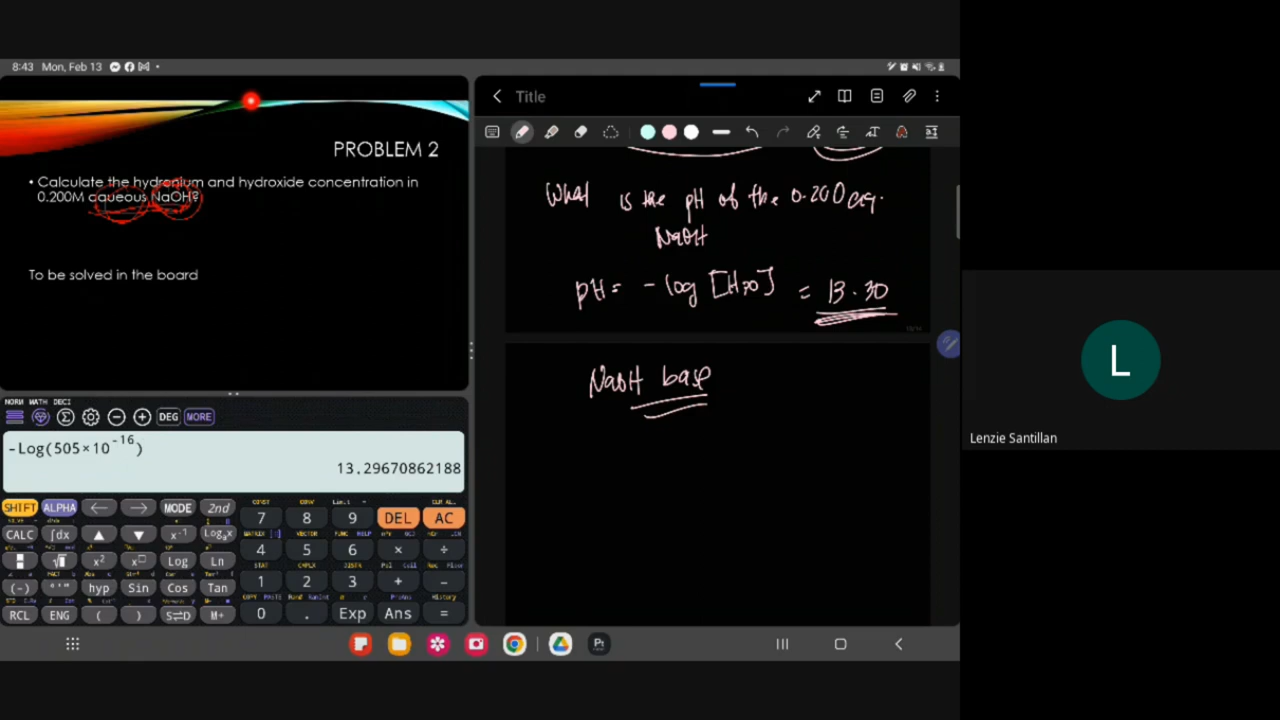 8:43 Mon, Feb 13
PROBLEM 2
• Calculate the hydronium and hydroxide concentration in
0.200M aqueous NaOH?
To be solved in the board
NORM MATH DECI
DEG MORE
-Log(505×10^-16)
13.29670862188
SHIFT ALPHA ← → MODE 2nd
7 8 9 DEL AC
CALC ∫dx ▲ ▼ x⁻¹ Logₐx
4 5 6 × ÷
x² Log Ln
1 2 3 + −
(−) hyp Sin Cos Tan
0 . Exp Ans =
RCL ENG ( ) S⇌D M+
Title
What is the pH of the 0.200 aq.
NaOH
pH = - log [H30] = 13.30
NaOH base
L
Lenzie Santillan